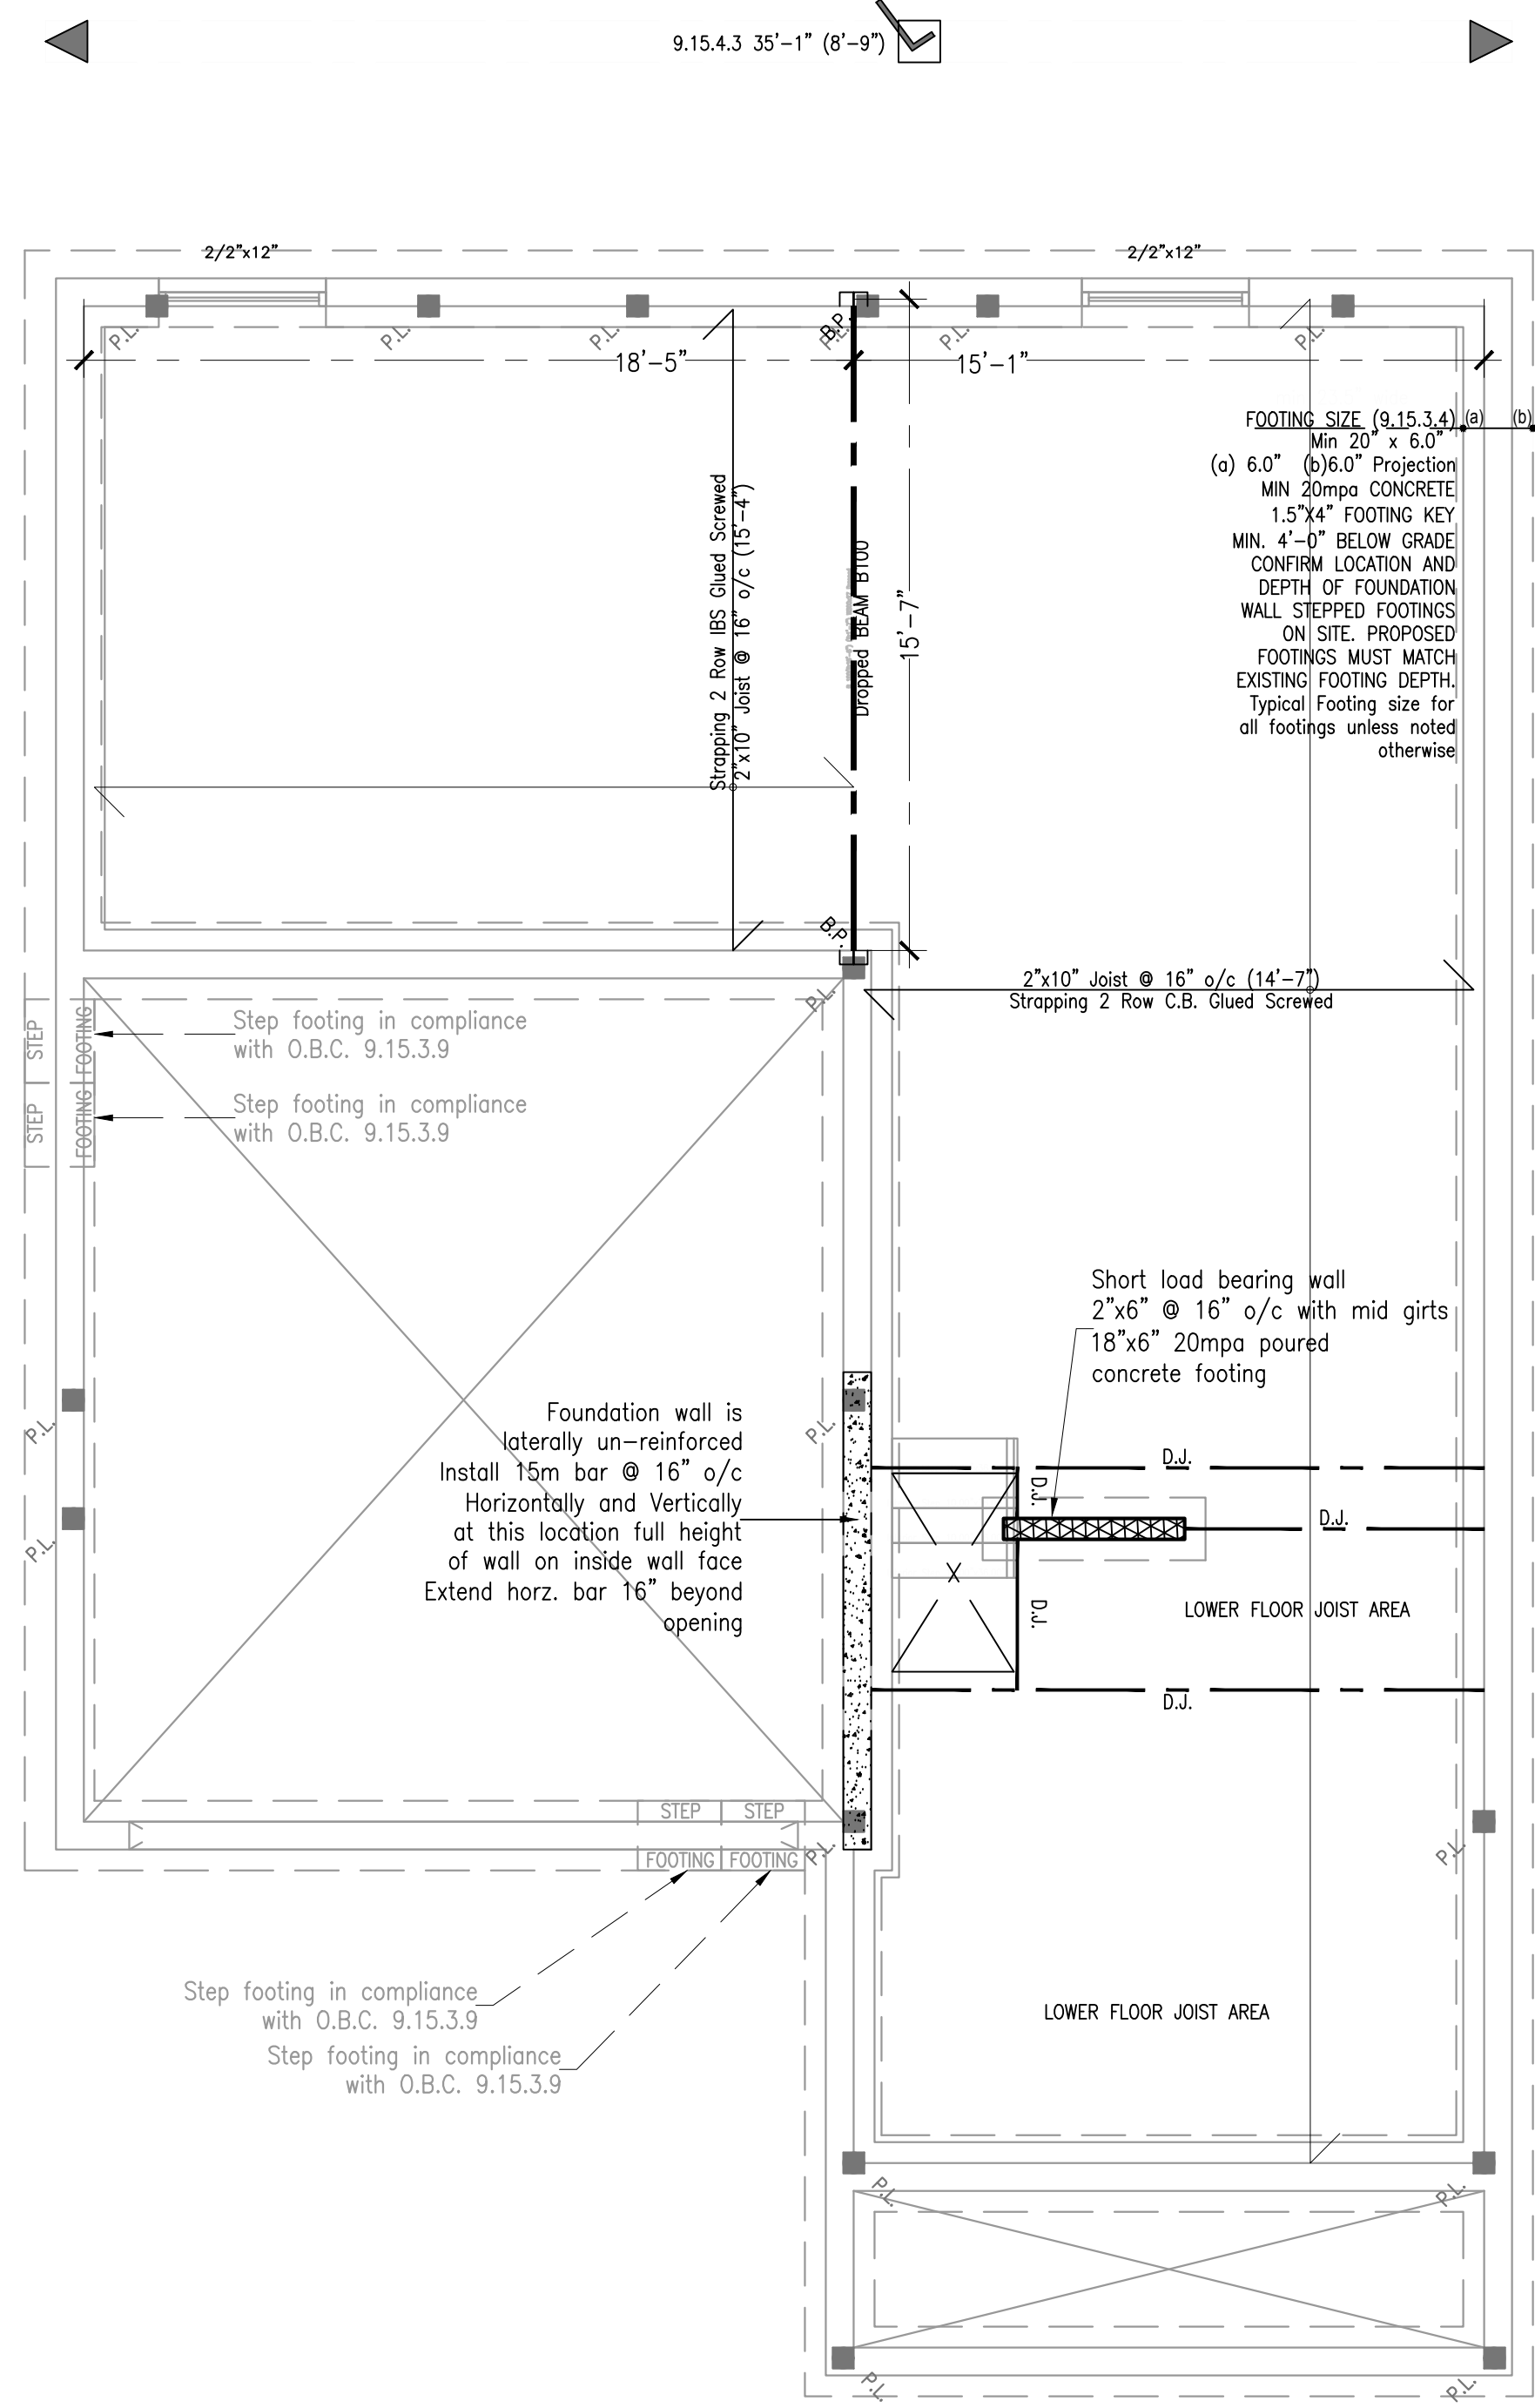 9.15.4.3 35'-1" (8'-9")
2/2"x12"
2/2"x12"
P.L.
P.L.
P.L.
B.P.
P.L.
P.L.
P.L.
18'-5"
15'-1"
FOOTING SIZE (9.15.3.4) (a) (b)
Min 20" x 6.0"
(a) 6.0" (b)6.0" Projection
MIN 20mpa CONCRETE
1.5"X4" FOOTING KEY
MIN. 4'-0" BELOW GRADE
CONFIRM LOCATION AND
DEPTH OF FOUNDATION
WALL STEPPED FOOTINGS
ON SITE. PROPOSED
FOOTINGS MUST MATCH
EXISTING FOOTING DEPTH.
Typical Footing size for
all footings unless noted
otherwise
Strapping 2 Row IBS Glued Screwed
2"x10" Joist @ 16" o/c (15'-4")
Dropped BEAM B100
15'-7"
B.P.
P.L.
2"x10" Joist @ 16" o/c (14'-7")
Strapping 2 Row C.B. Glued Screwed
STEP
FOOTING
Step footing in compliance
with O.B.C. 9.15.3.9
STEP
FOOTING
Step footing in compliance
with O.B.C. 9.15.3.9
Short load bearing wall
2"x6" @ 16" o/c with mid girts
18"x6" 20mpa poured
concrete footing
P.L.
P.L.
P.L.
Foundation wall is
laterally un-reinforced
Install 15m bar @ 16" o/c
Horizontally and Vertically
at this location full height
of wall on inside wall face
Extend horz. bar 16" beyond
opening
D.J.
D.J.
D.J.
X
D.J.
LOWER FLOOR JOIST AREA
D.J.
STEP STEP
FOOTING FOOTING
P.L.
P.L.
Step footing in compliance
with O.B.C. 9.15.3.9
Step footing in compliance
with O.B.C. 9.15.3.9
LOWER FLOOR JOIST AREA
P.L.
P.L.
P.L.
P.L.